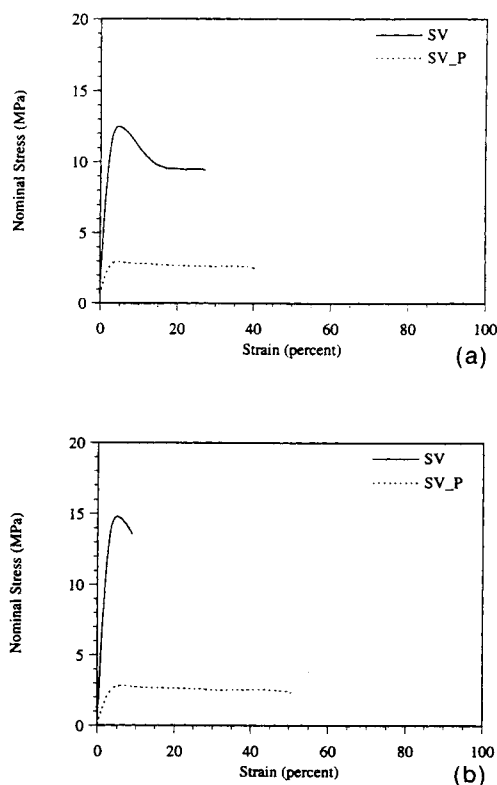 20
15
10
5
0
Nominal Stress (MPa)
SV
SV_P
0 20 40 60 80 100
Strain (percent)
(a)
20
15
10
5
0
Nominal Stress (MPa)
SV
SV_P
0 20 40 60 80 100
Strain (percent)
(b)